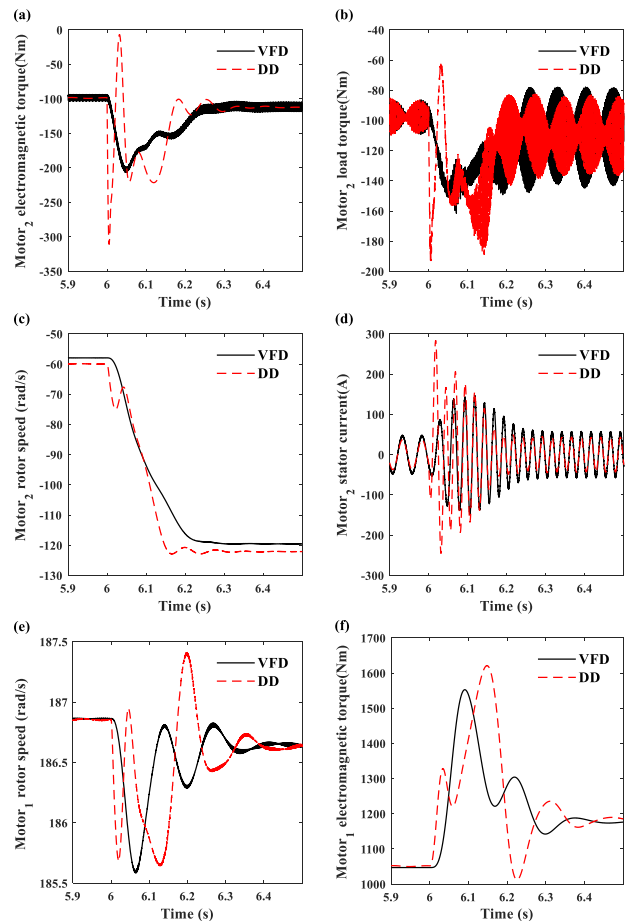 (a)
Motor2 electromagnetic torque(Nm)
0
-50
-100
-150
-200
-250
-300
-350
5.9
6
6.1
6.2
6.3
6.4
Time (s)
VFD
DD
(b)
Motor2 load torque(Nm)
-40
-60
-80
-100
-120
-140
-160
-180
-200
5.9
6
6.1
6.2
6.3
6.4
Time (s)
VFD
DD
(c)
Motor2 rotor speed (rad/s)
-50
-60
-70
-80
-90
-100
-110
-120
-130
5.9
6
6.1
6.2
6.3
6.4
Time (s)
VFD
DD
(d)
Motor2 stator current(A)
300
200
100
0
-100
-200
-300
5.9
6
6.1
6.2
6.3
6.4
Time (s)
VFD
DD
(e)
Motor1 rotor speed (rad/s)
187.5
187
186.5
186
185.5
5.9
6
6.1
6.2
6.3
6.4
Time (s)
VFD
DD
(f)
Motor1 electromagnetic torque(Nm)
1700
1600
1500
1400
1300
1200
1100
1000
5.9
6
6.1
6.2
6.3
6.4
Time (s)
VFD
DD